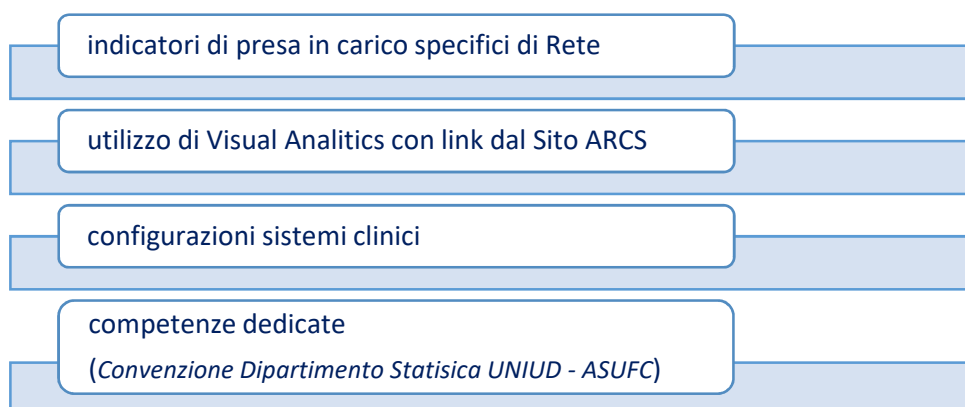 indicatori di presa in carico specifici di Rete
utilizzo di Visual Analitics con link dal Sito ARCS
configurazioni sistemi clinici
competenze dedicate
(Convenzione Dipartimento Statisica UNIUD - ASUFC)